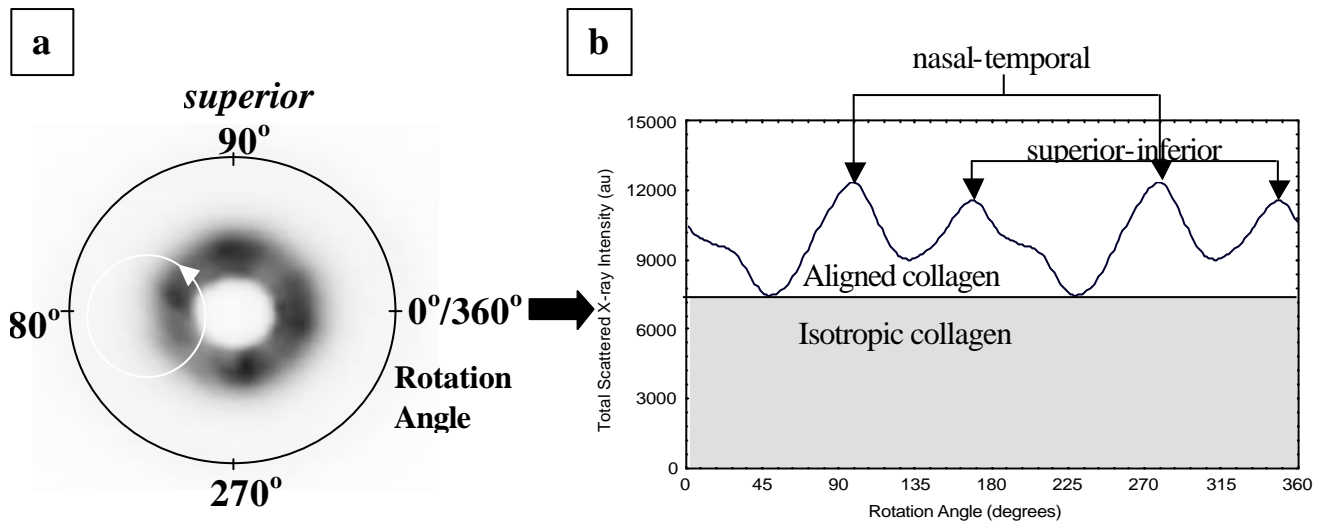 a
superior
90°
80°
0°/360°
Rotation
Angle
270°
b
nasal-temporal
superior-inferior
Aligned collagen
Isotropic collagen
Total Scattered X-ray Intensity (au)
15000
12000
9000
6000
3000
0
0 45 90 135 180 225 270 315 360
Rotation Angle (degrees)